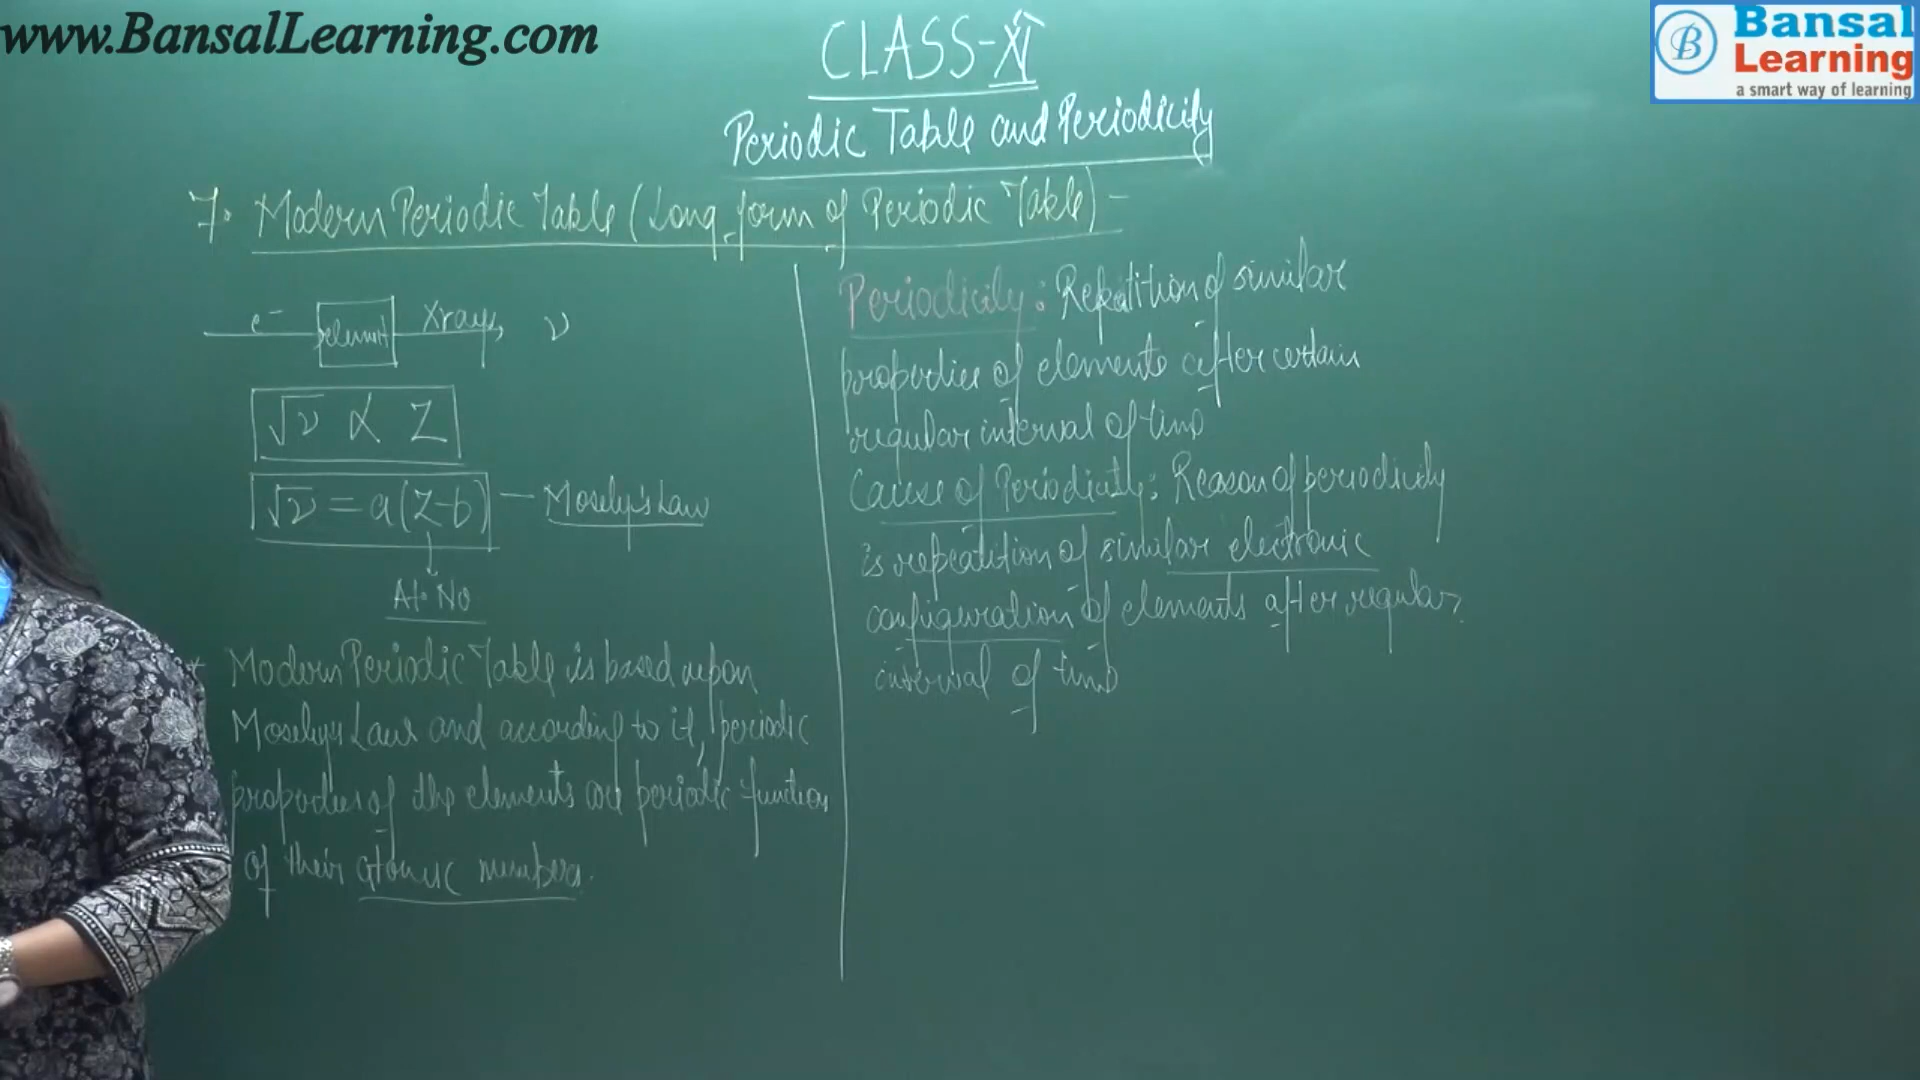 www.BansalLearning.com
Bansal
Learning
a smart way of learning
CLASS-XI
Periodic Table and Periodicity
7. Modern Periodic Table (Long form of Periodic Table) -
e⁻ element Xrays ν
√ν ∝ Z
√ν = a(Z-b) — Mosely's Law
At. No
* Modern Periodic Table is based upon
Mosely's Law and according to it, periodic
properties of the elements are periodic function
of their atomic numbers.
Periodicity: Repatition of similar
properties of elements after certain
regular interval of time
Cause of Periodicity: Reason of periodicity
is repeatition of similar electronic
configuration of elements after regular
interval of time